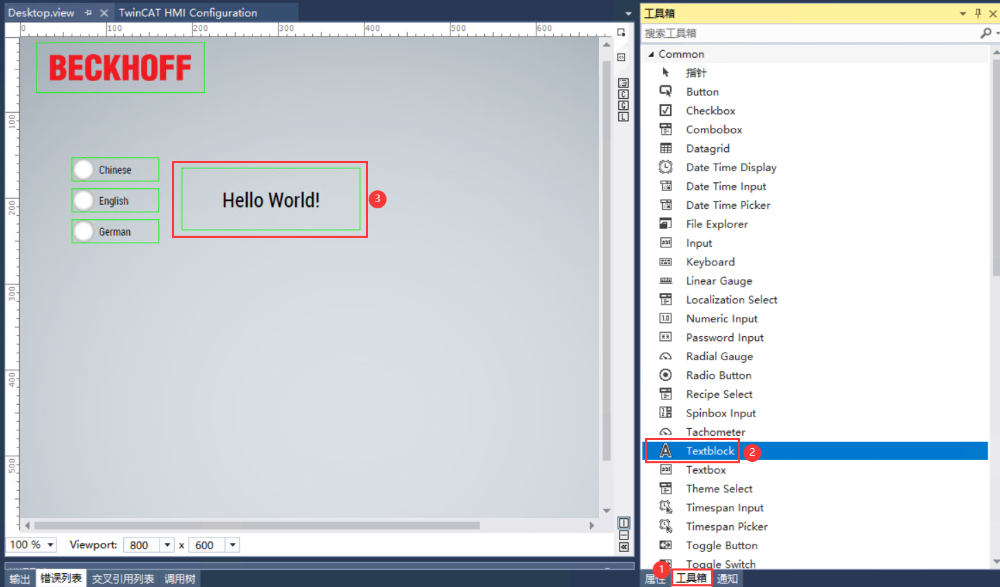 Desktop.view
TwinCAT HMI Configuration
0 100 200 300 400 500 600
100
200
300
400
500
BECKHOFF
Chinese
English
German
Hello World!
3
C
G
L
100 %
Viewport: 800 x 600
输出 错误列表 交叉引用列表 调用树
工具箱
搜索工具箱
Common
指针
Button
Checkbox
Combobox
Datagrid
Date Time Display
Date Time Input
Date Time Picker
File Explorer
Input
Keyboard
Linear Gauge
Localization Select
Numeric Input
Password Input
Radial Gauge
Radio Button
Recipe Select
Spinbox Input
Tachometer
Textblock
2
Textbox
Theme Select
Timespan Input
Timespan Picker
Toggle Button
Toggle Switch
1
属性 工具箱 通知